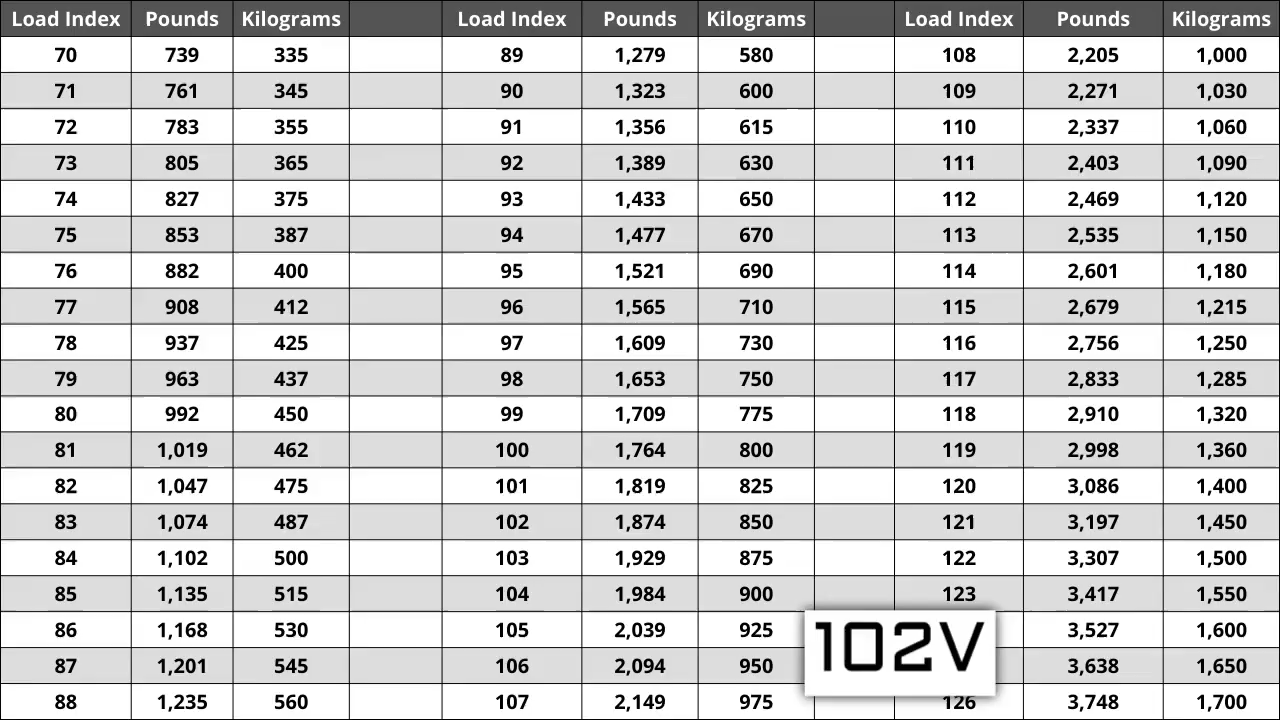 Load Index Pounds Kilograms Load Index Pounds Kilograms Load Index Pounds Kilograms
70 739 335 89 1,279 580 108 2,205 1,000
71 761 345 90 1,323 600 109 2,271 1,030
72 783 355 91 1,356 615 110 2,337 1,060
73 805 365 92 1,389 630 111 2,403 1,090
74 827 375 93 1,433 650 112 2,469 1,120
75 853 387 94 1,477 670 113 2,535 1,150
76 882 400 95 1,521 690 114 2,601 1,180
77 908 412 96 1,565 710 115 2,679 1,215
78 937 425 97 1,609 730 116 2,756 1,250
79 963 437 98 1,653 750 117 2,833 1,285
80 992 450 99 1,709 775 118 2,910 1,320
81 1,019 462 100 1,764 800 119 2,998 1,360
82 1,047 475 101 1,819 825 120 3,086 1,400
83 1,074 487 102 1,874 850 121 3,197 1,450
84 1,102 500 103 1,929 875 122 3,307 1,500
85 1,135 515 104 1,984 900 123 3,417 1,550
86 1,168 530 105 2,039 925 3,527 1,600
87 1,201 545 106 2,094 950 3,638 1,650
88 1,235 560 107 2,149 975 126 3,748 1,700
102V